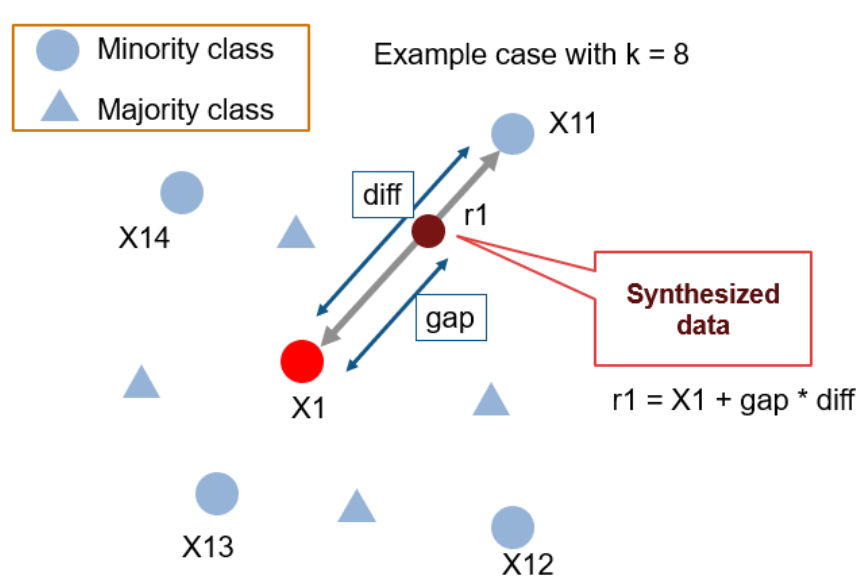 Minority class
Majority class
Example case with k = 8
X11
diff
r1
X14
Synthesized
data
gap
r1 = X1 + gap * diff
X1
X13
X12